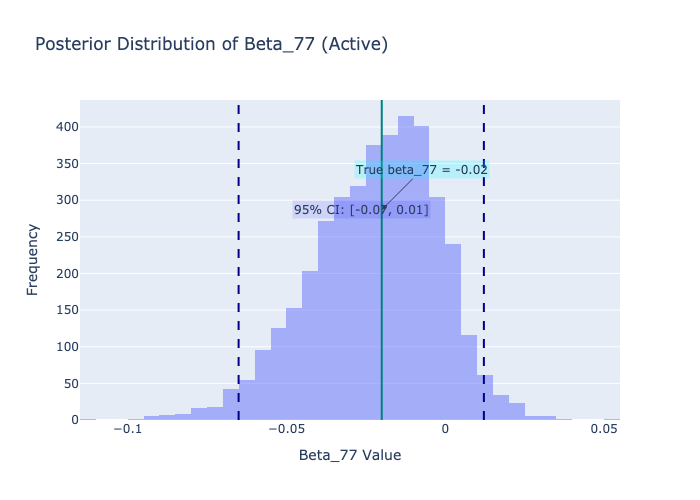 Posterior Distribution of Beta_77 (Active)
400
350
300
250
200
150
100
50
0
Frequency
True beta_77 = -0.02
95% CI: [-0.07, 0.01]
−0.1
−0.05
0
0.05
Beta_77 Value